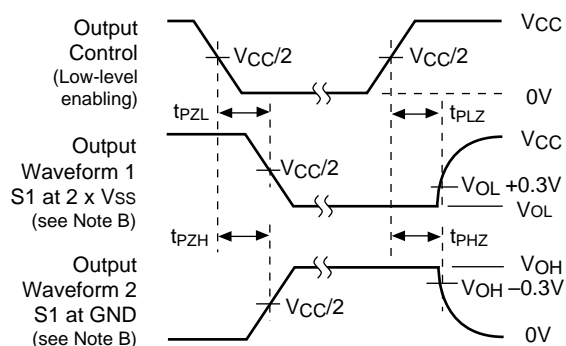 Output
Control
(Low-level
enabling)
VCC/2
VCC/2
VCC
0V
tPZL
tPLZ
Output
Waveform 1
S1 at 2 x VSS
(see Note B)
VCC/2
VCC
VOL +0.3V
VOL
tPZH
tPHZ
Output
Waveform 2
S1 at GND
(see Note B)
VCC/2
VOH
VOH –0.3V
0V